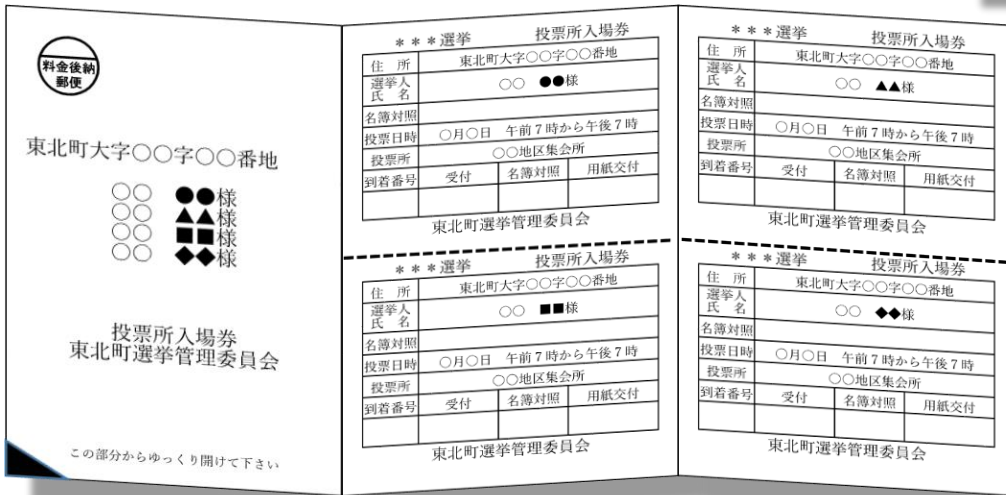 料金後納
郵便
東北町大字○○字○○番地
○○ ●●様
○○ ▲▲様
○○ ■■様
○○ ◆◆様
投票所入場券
東北町選挙管理委員会
この部分からゆっくり開けて下さい
＊＊＊選挙 投票所入場券
住 所 東北町大字○○字○○番地
選挙人
氏 名 ○○ ●●様
名簿対照
投票日時 ○月○日 午前７時から午後７時
投票所 ○○地区集会所
到着番号 受付 名簿対照 用紙交付
東北町選挙管理委員会
＊＊＊選挙 投票所入場券
住 所 東北町大字○○字○○番地
選挙人
氏 名 ○○ ■■様
名簿対照
投票日時 ○月○日 午前７時から午後７時
投票所 ○○地区集会所
到着番号 受付 名簿対照 用紙交付
東北町選挙管理委員会
＊＊＊選挙 投票所入場券
住 所 東北町大字○○字○○番地
選挙人
氏 名 ○○ ▲▲様
名簿対照
投票日時 ○月○日 午前７時から午後７時
投票所 ○○地区集会所
到着番号 受付 名簿対照 用紙交付
東北町選挙管理委員会
＊＊＊選挙 投票所入場券
住 所 東北町大字○○字○○番地
選挙人
氏 名 ○○ ◆◆様
名簿対照
投票日時 ○月○日 午前７時から午後７時
投票所 ○○地区集会所
到着番号 受付 名簿対照 用紙交付
東北町選挙管理委員会